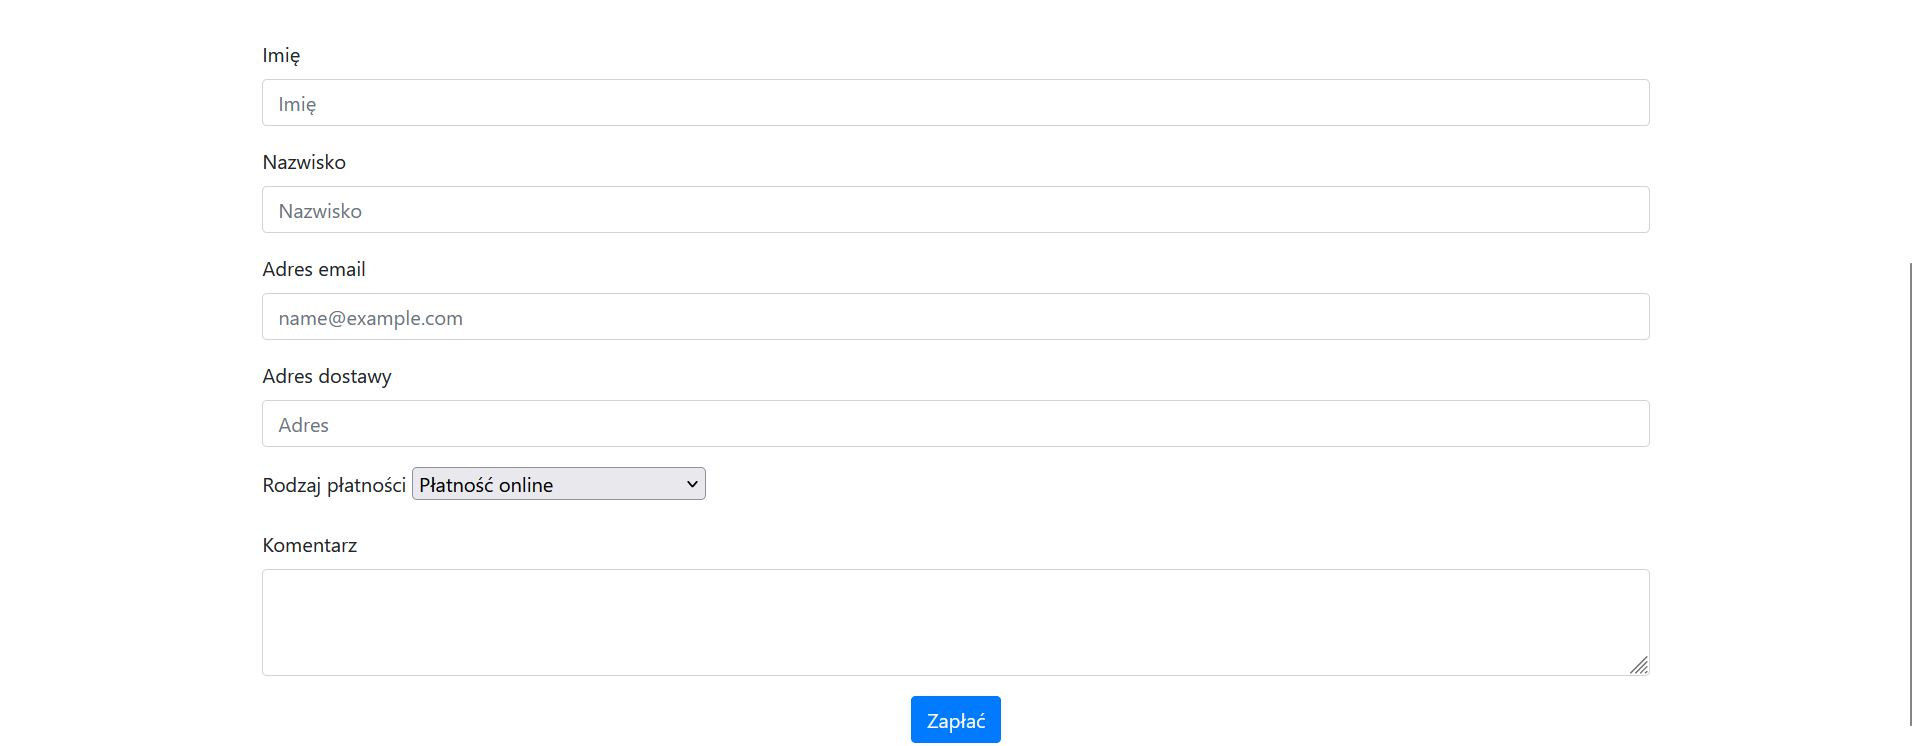 Imię
Imię
Nazwisko
Nazwisko
Adres email
name@example.com
Adres dostawy
Adres
Rodzaj płatności Płatność online
Komentarz
Zapłać